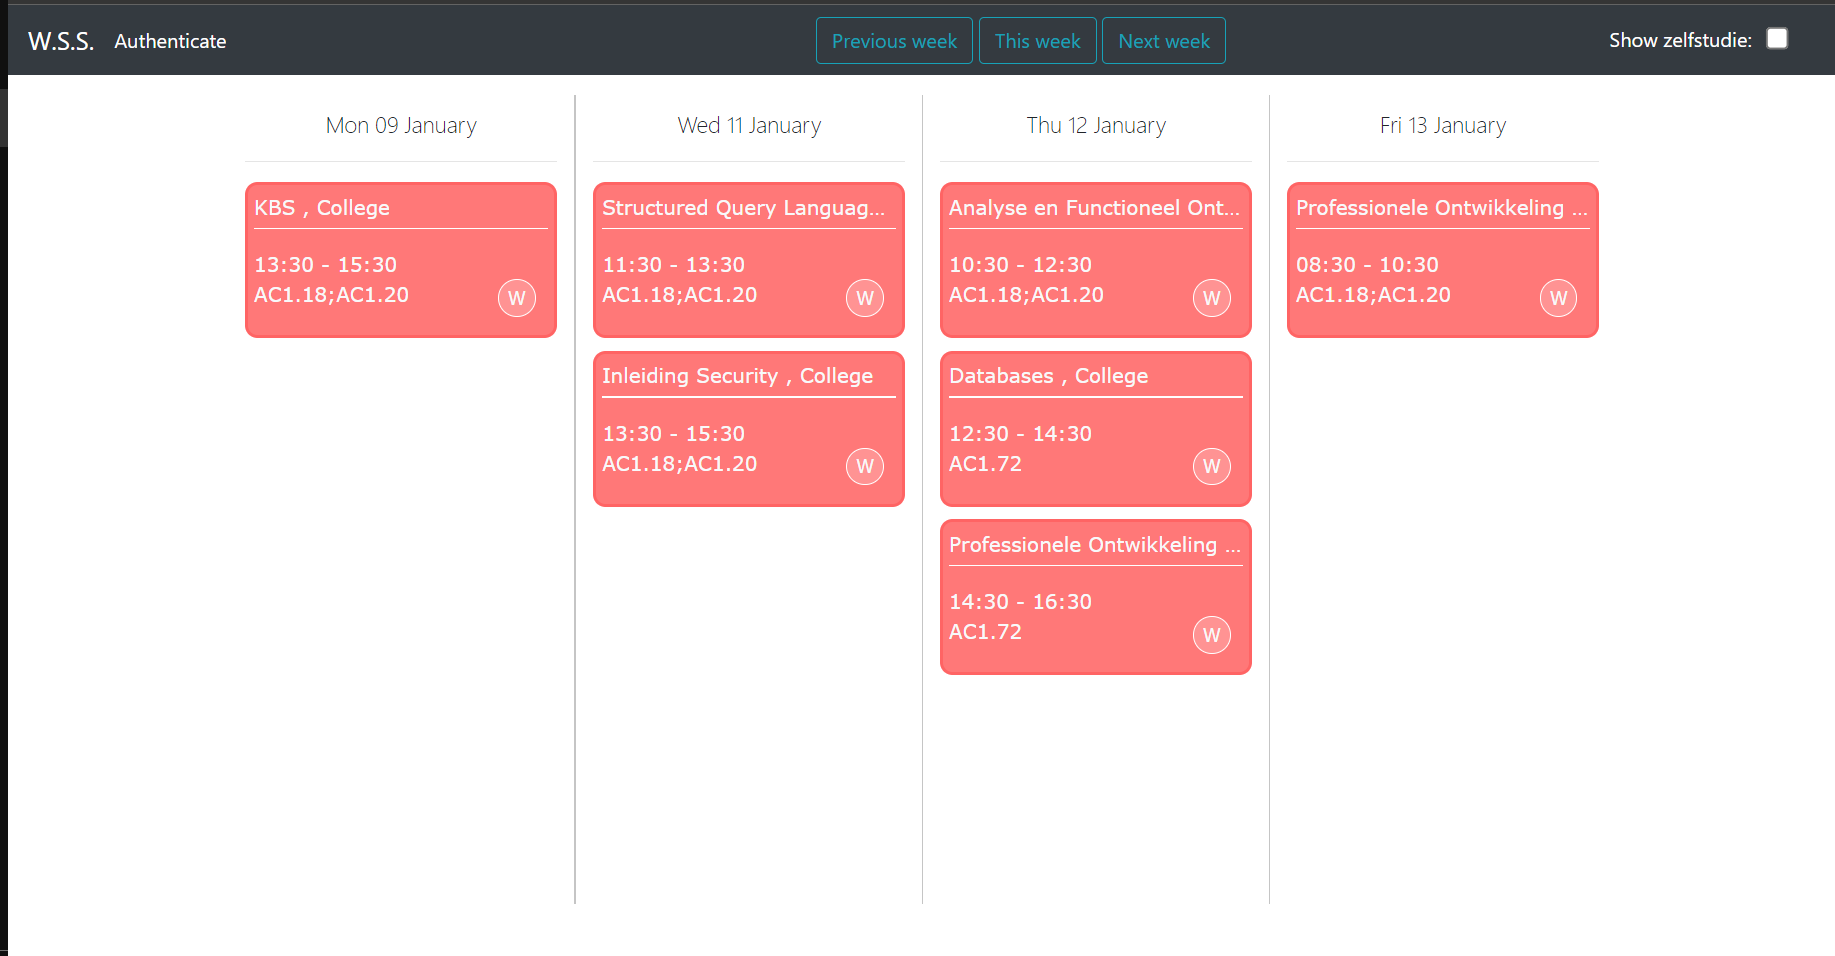 W.S.S. Authenticate Previous week This week Next week Show zelfstudie:
Mon 09 January
KBS , College
13:30 - 15:30
AC1.18;AC1.20
W
Wed 11 January
Structured Query Languag...
11:30 - 13:30
AC1.18;AC1.20
W
Inleiding Security , College
13:30 - 15:30
AC1.18;AC1.20
W
Thu 12 January
Analyse en Functioneel Ont...
10:30 - 12:30
AC1.18;AC1.20
W
Databases , College
12:30 - 14:30
AC1.72
W
Professionele Ontwikkeling ...
14:30 - 16:30
AC1.72
W
Fri 13 January
Professionele Ontwikkeling ...
08:30 - 10:30
AC1.18;AC1.20
W